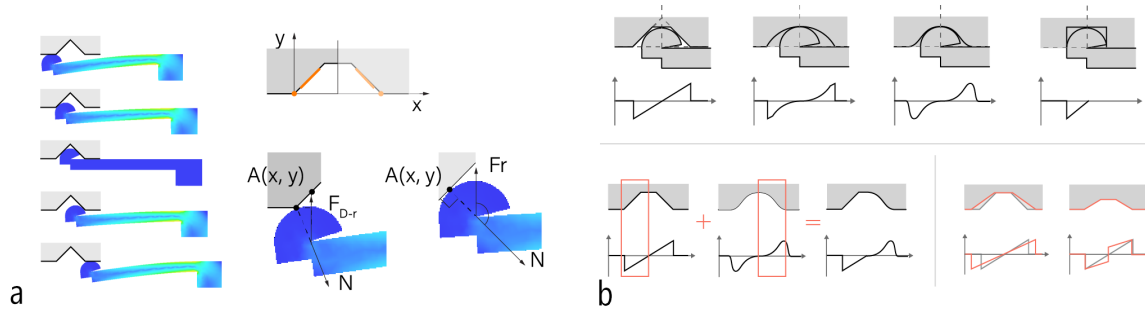 y
x
A(x, y)
F D-r
N
A(x, y)
Fr
N
a
+
=
b